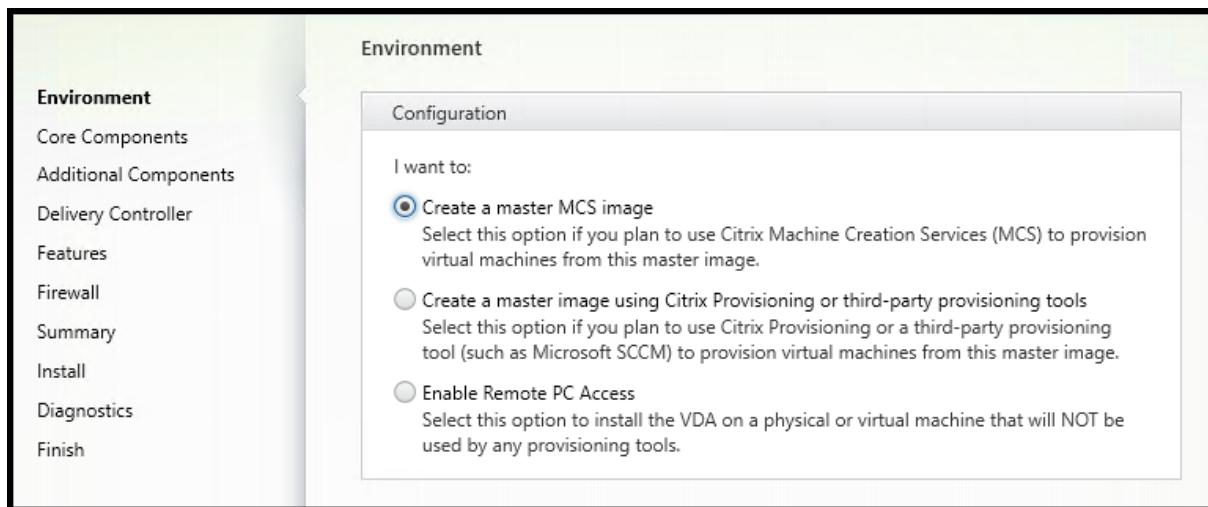 Environment
Core Components
Additional Components
Delivery Controller
Features
Firewall
Summary
Install
Diagnostics
Finish
Environment
Configuration
I want to:
Create a master MCS image
Select this option if you plan to use Citrix Machine Creation Services (MCS) to provision
virtual machines from this master image.
Create a master image using Citrix Provisioning or third-party provisioning tools
Select this option if you plan to use Citrix Provisioning or a third-party provisioning
tool (such as Microsoft SCCM) to provision virtual machines from this master image.
Enable Remote PC Access
Select this option to install the VDA on a physical or virtual machine that will NOT be
used by any provisioning tools.